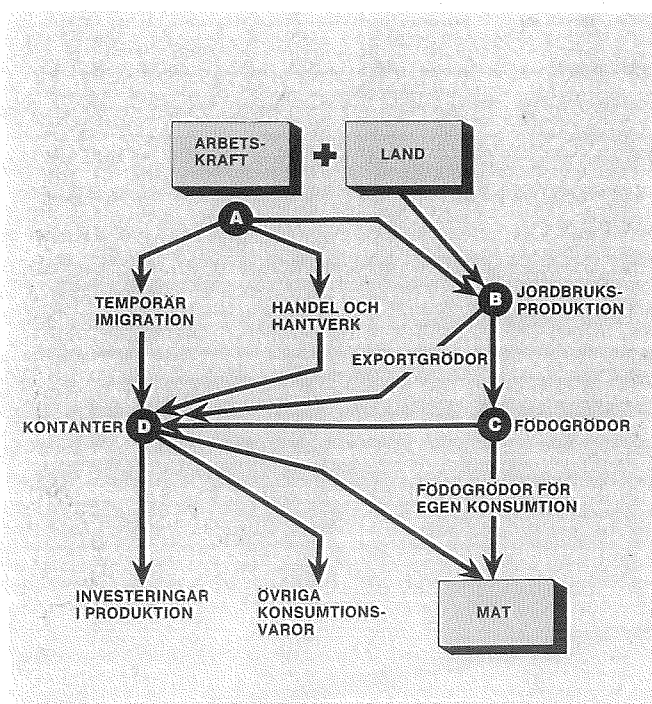 ARBETS-
KRAFT
LAND
A
B
JORDBRUKS-
PRODUKTION
TEMPORÄR
IMIGRATION
HANDEL OCH
HANTVERK
EXPORTGRÖDOR
KONTANTER
D
C
FÖDOGRÖDOR
FÖDOGRÖDOR FÖR
EGEN KONSUMTION
INVESTERINGAR
I PRODUKTION
ÖVRIGA
KONSUMTIONS-
VAROR
MAT